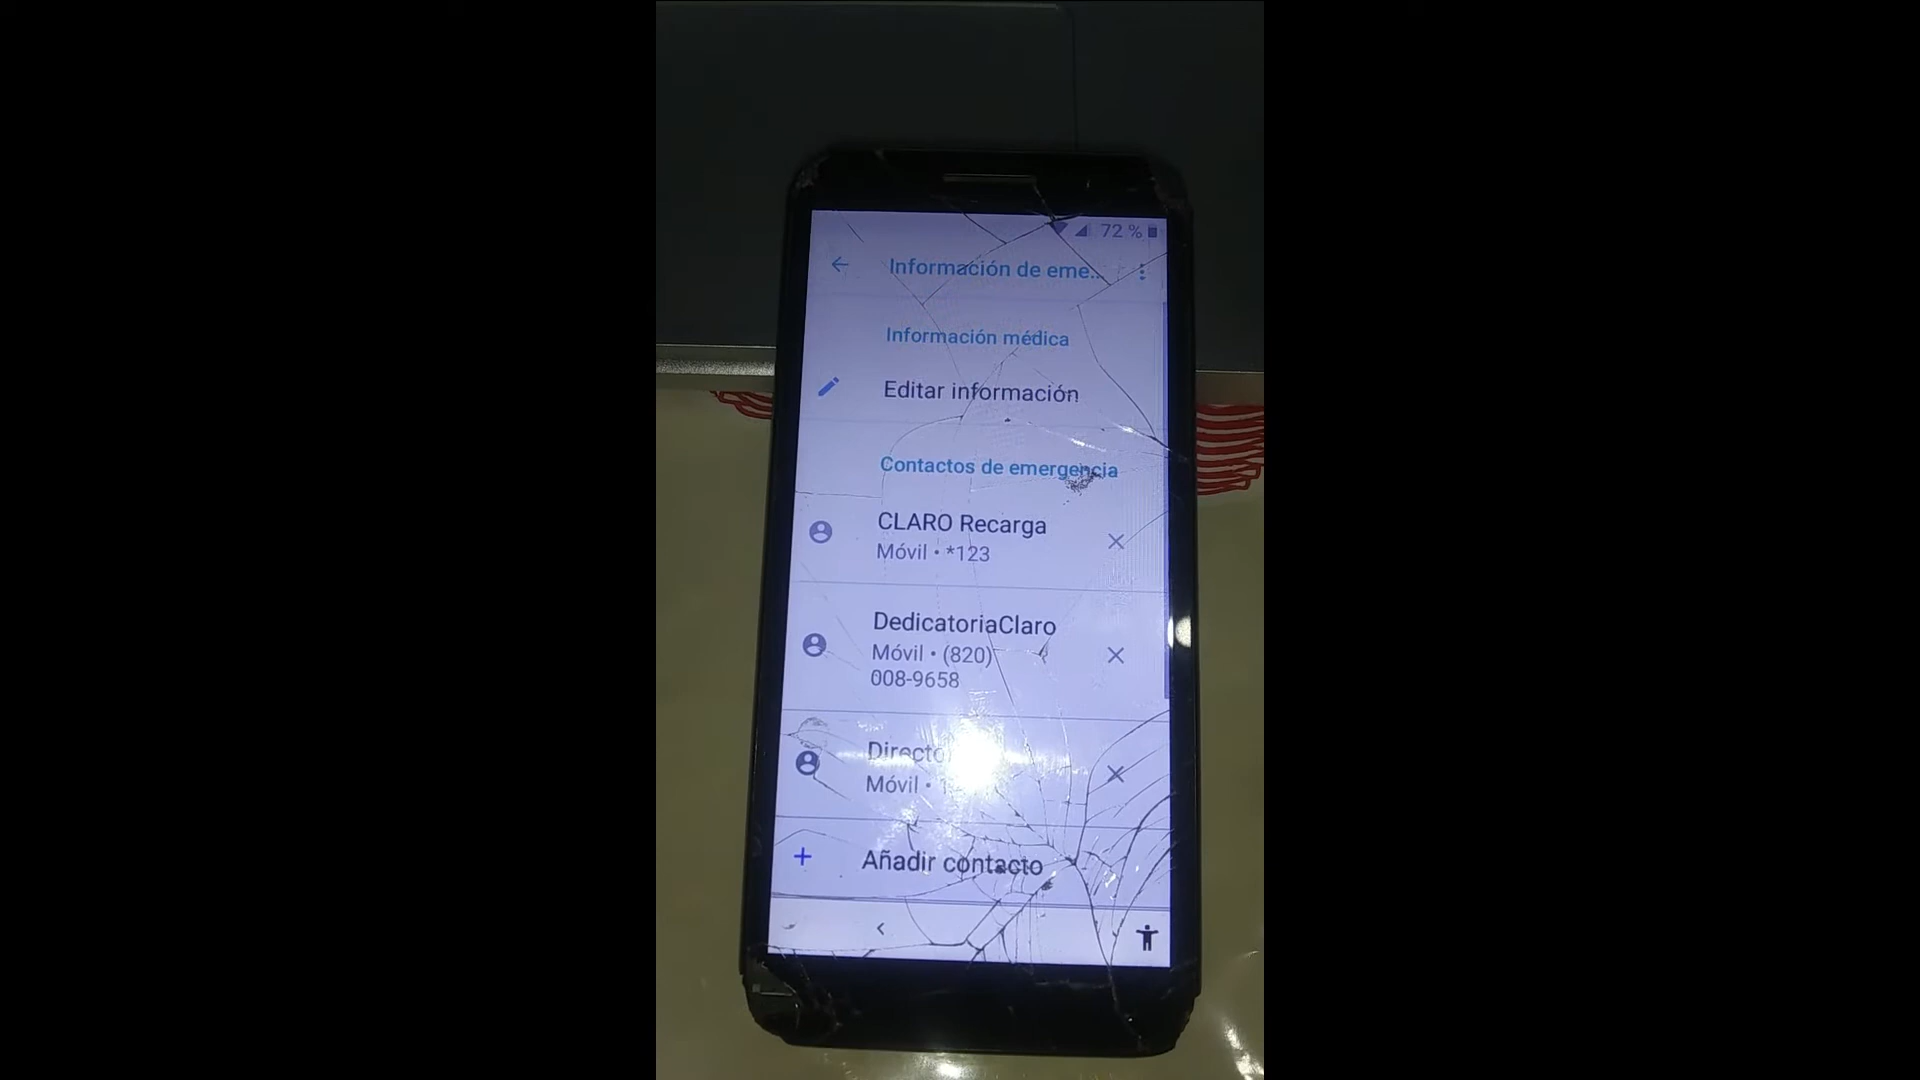 72 %
Información de eme...
Información médica
Editar información
Contactos de emergencia
CLARO Recarga
Móvil • *123
DedicatoriaClaro
Móvil • (820)
008-9658
Móvil •
Añadir contacto